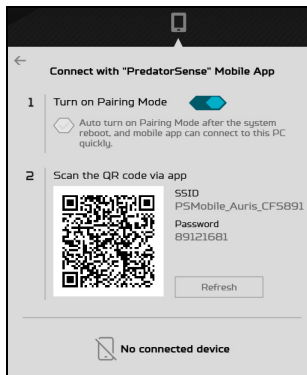 Connect with "PredatorSense" Mobile App
1 Turn on Pairing Mode
Auto turn on Pairing Mode after the system
reboot, and mobile app can connect to this PC
quickly.
2 Scan the QR code via app
SSID
PSMobile_Auris_CFS891
Password
89121681
Refresh
No connected device